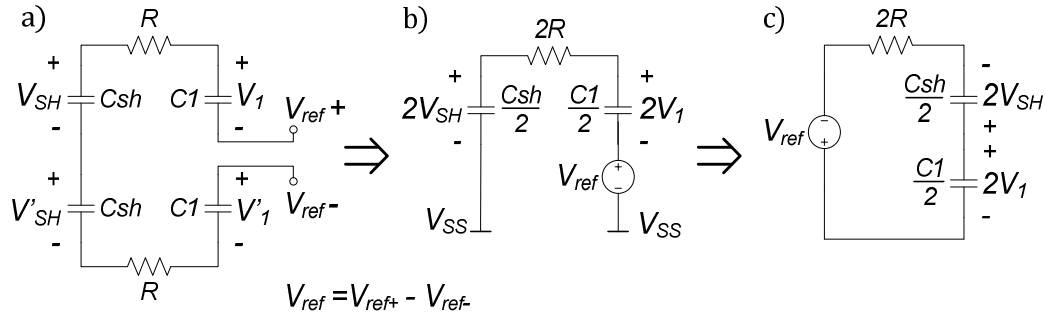 a)
R
+ +
V_SH Csh C1 V_1 V_ref +
- -
+ +
V'_SH Csh C1 V'_1 V_ref -
- -
R
b)
2R
+ +
2V_SH Csh/2 C1/2 2V_1
- -
V_ref + -
V_SS V_SS
c)
2R
-
Csh/2 2V_SH
+
V_ref - +
+
C1/2 2V_1
-
V_ref = V_ref+ - V_ref-